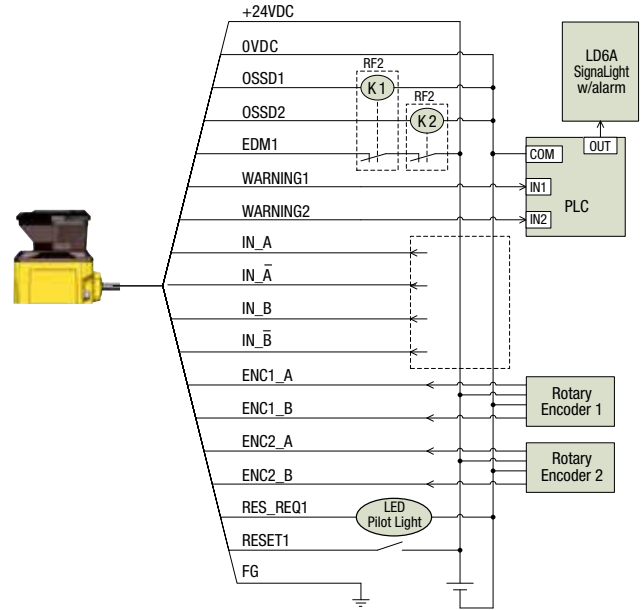 +24VDC
0VDC
OSSD1
RF2
K1
OSSD2
RF2
K2
EDM1
WARNING1
WARNING2
LD6A
SignaLight
w/alarm
OUT
COM
IN1
PLC
IN2
IN_A
IN_A̅
IN_B
IN_B̅
ENC1_A
ENC1_B
Rotary
Encoder 1
ENC2_A
ENC2_B
Rotary
Encoder 2
RES_REQ1
LED
Pilot Light
RESET1
FG